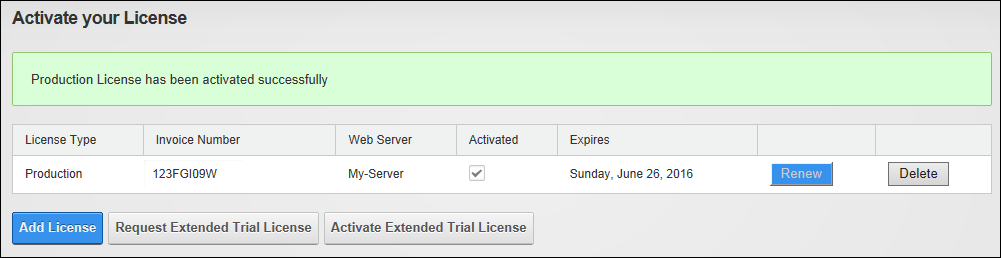 Activate your License
Production License has been activated successfully
License Type Invoice Number Web Server Activated Expires
Production 123FGI09W My-Server Sunday, June 26, 2016 Renew Delete
Add License Request Extended Trial License Activate Extended Trial License